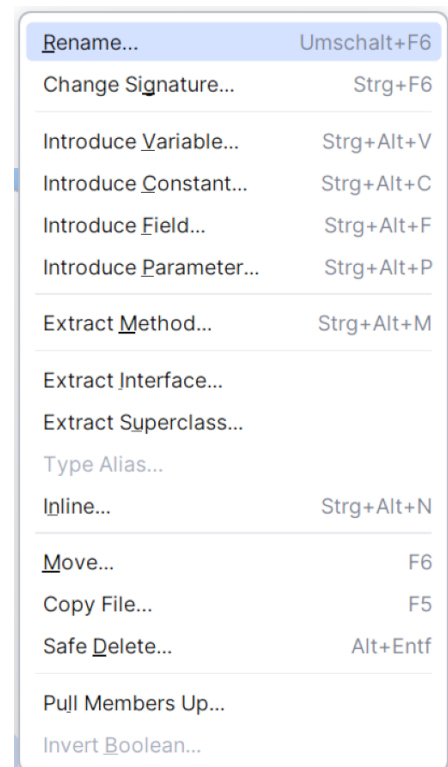 Rename... Umschalt+F6
Change Signature... Strg+F6
Introduce Variable... Strg+Alt+V
Introduce Constant... Strg+Alt+C
Introduce Field... Strg+Alt+F
Introduce Parameter... Strg+Alt+P
Extract Method... Strg+Alt+M
Extract Interface...
Extract Superclass...
Type Alias...
Inline... Strg+Alt+N
Move... F6
Copy File... F5
Safe Delete... Alt+Entf
Pull Members Up...
Invert Boolean...